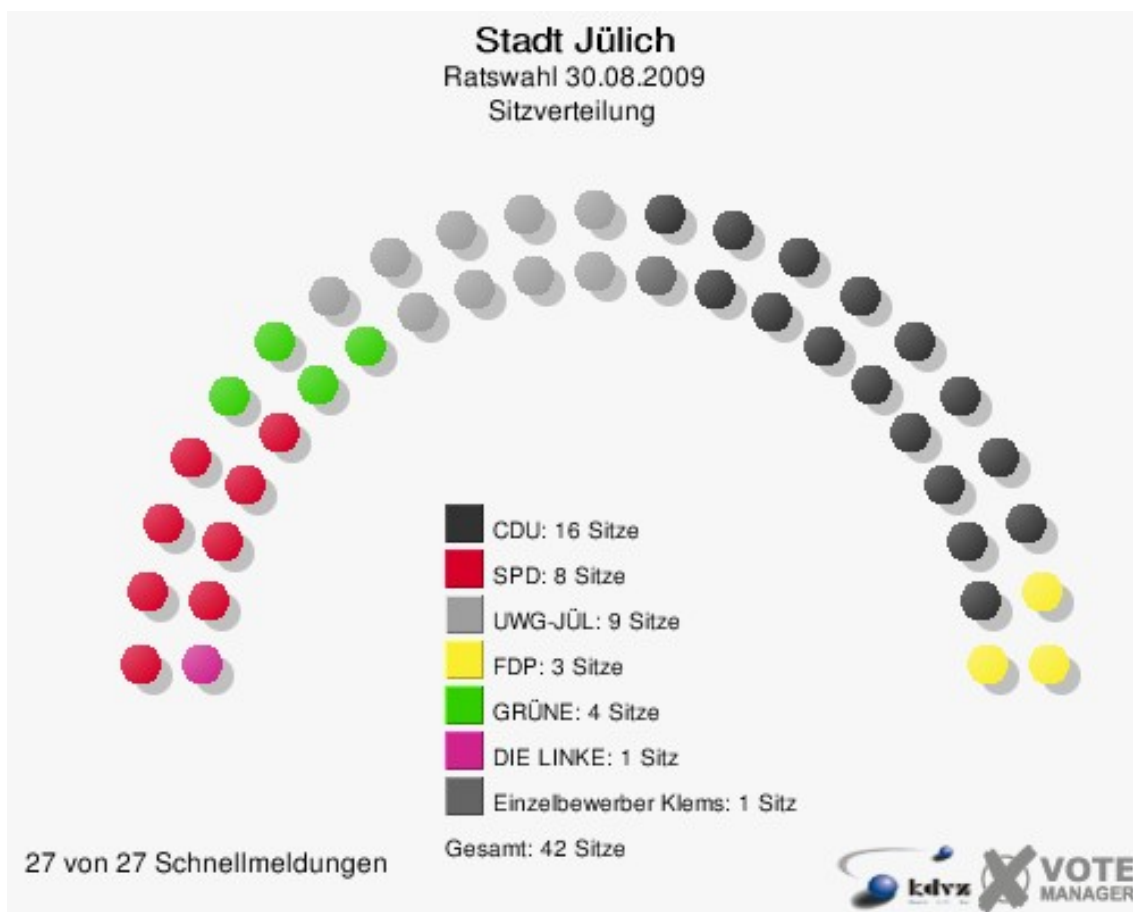 Stadt Jülich
Ratswahl 30.08.2009
Sitzverteilung
CDU: 16 Sitze
SPD: 8 Sitze
UWG-JÜL: 9 Sitze
FDP: 3 Sitze
GRÜNE: 4 Sitze
DIE LINKE: 1 Sitz
Einzelbewerber Klems: 1 Sitz
Gesamt: 42 Sitze
27 von 27 Schnellmeldungen
kdvz
VOTE
MANAGER